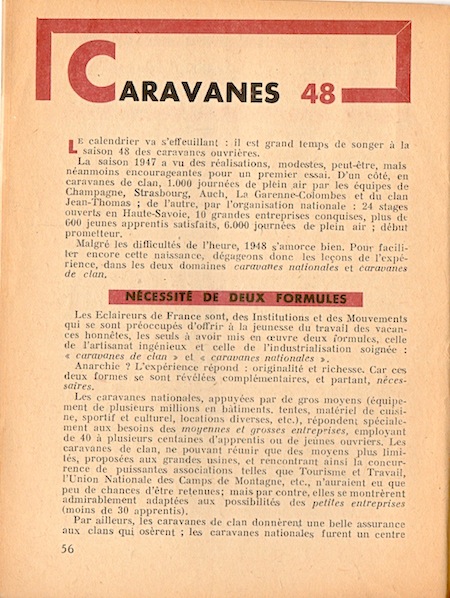 CARAVANES 48
LE calendrier va s'effeuillant : il est grand temps de songer à la
saison 48 des caravanes ouvrières.
La saison 1947 a vu des réalisations, modestes, peut-être, mais
néanmoins encourageantes pour un premier essai. D'un côté, en
caravanes de clan, 1.000 journées de plein air par les équipes de
Champagne, Strasbourg, Auch, La Garenne-Colombes et du clan
Jean-Thomas ; de l'autre, par l'organisation nationale : 24 stages
ouverts en Haute-Savoie, 10 grandes entreprises conquises, plus de
600 jeunes apprentis satisfaits, 6.000 journées de plein air ; début
prometteur.
Malgré les difficultés de l'heure, 1948 s'amorce bien. Pour facili-
ter encore cette naissance, dégageons donc les leçons de l'expé-
rience, dans les deux domaines caravanes nationales et caravanes
de clan.
NÉCESSITÉ DE DEUX FORMULES
Les Eclaireurs de France sont, des Institutions et des Mouvements
qui se sont préoccupés d'offrir à la jeunesse du travail des vacan-
ces honnêtes, les seuls à avoir mis en œuvre deux formules, celle
de l'artisanat ingénieux et celle de l'industrialisation soignée :
« caravanes de clan » et « caravanes nationales ».
Anarchie ? L'expérience répond : originalité et richesse. Car ces
deux formes se sont révélées complémentaires, et partant, néces-
saires.
Les caravanes nationales, appuyées par de gros moyens (équipe-
ment de plusieurs millions en bâtiments, tentes, matériel de cuisi-
ne, sportif et culturel, locations diverses, etc.), répondent spéciale-
ment aux besoins des moyennes et grosses entreprises, employant
de 40 à plusieurs centaines d'apprentis ou de jeunes ouvriers. Les
caravanes de clan, ne pouvant réunir que des moyens plus limi-
tés, proposées aux grandes usines, et rencontrant ainsi la concur-
rence de puissantes associations telles que Tourisme et Travail,
l'Union Nationale des Camps de Montagne, etc., n'auraient eu que
peu de chances d'être retenues; mais par contre, elles se montrèrent
admirablement adaptées aux possibilités des petites entreprises
(moins de 30 apprentis).
Par ailleurs, les caravanes de clan donnèrent une belle assurance
aux clans qui osèrent ; les caravanes nationales furent un centre
56